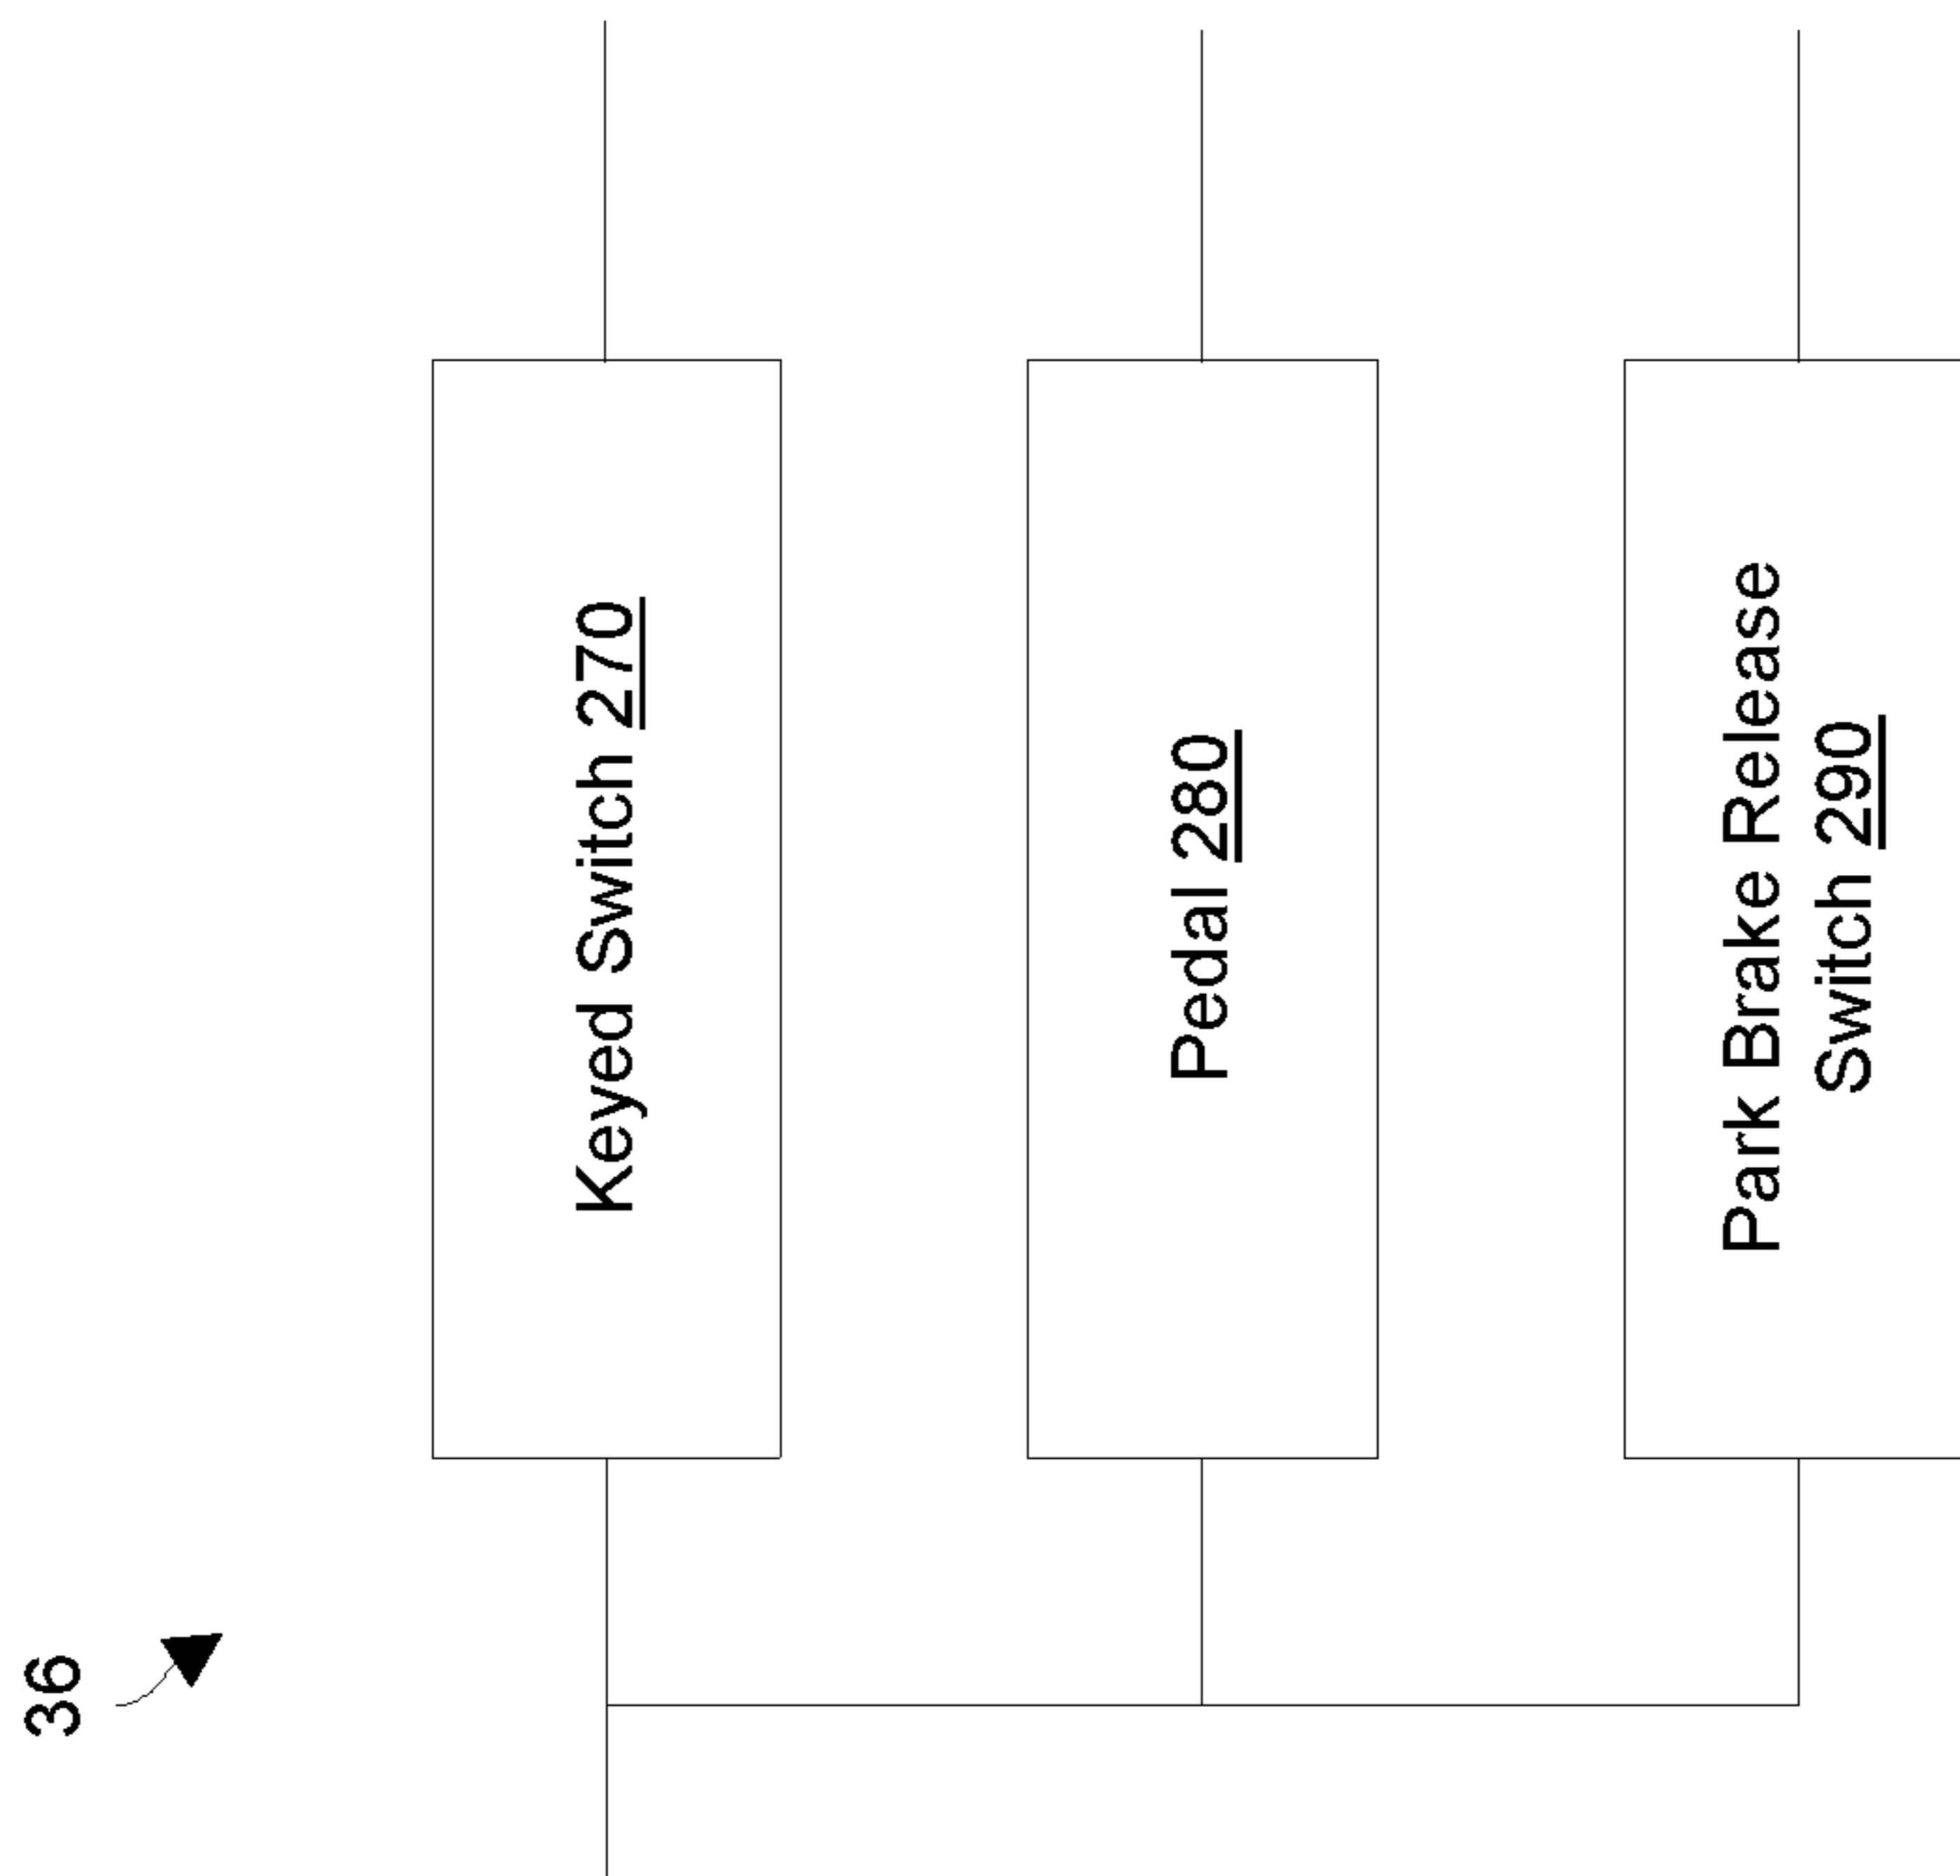 36
Keyed Switch 270
Pedal 280
Park Brake Release
Switch 290